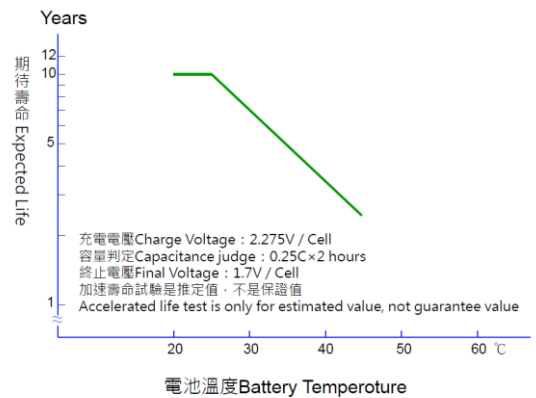 Years
12
10
5
1
期待壽命 Expected Life
充電電壓Charge Voltage：2.275V / Cell
容量判定Capacitance judge：0.25C×2 hours
終止電壓Final Voltage：1.7V / Cell
加速壽命試驗是推定值，不是保證值
Accelerated life test is only for estimated value, not guarantee value
20 30 40 50 60 ℃
電池溫度Battery Temperoture